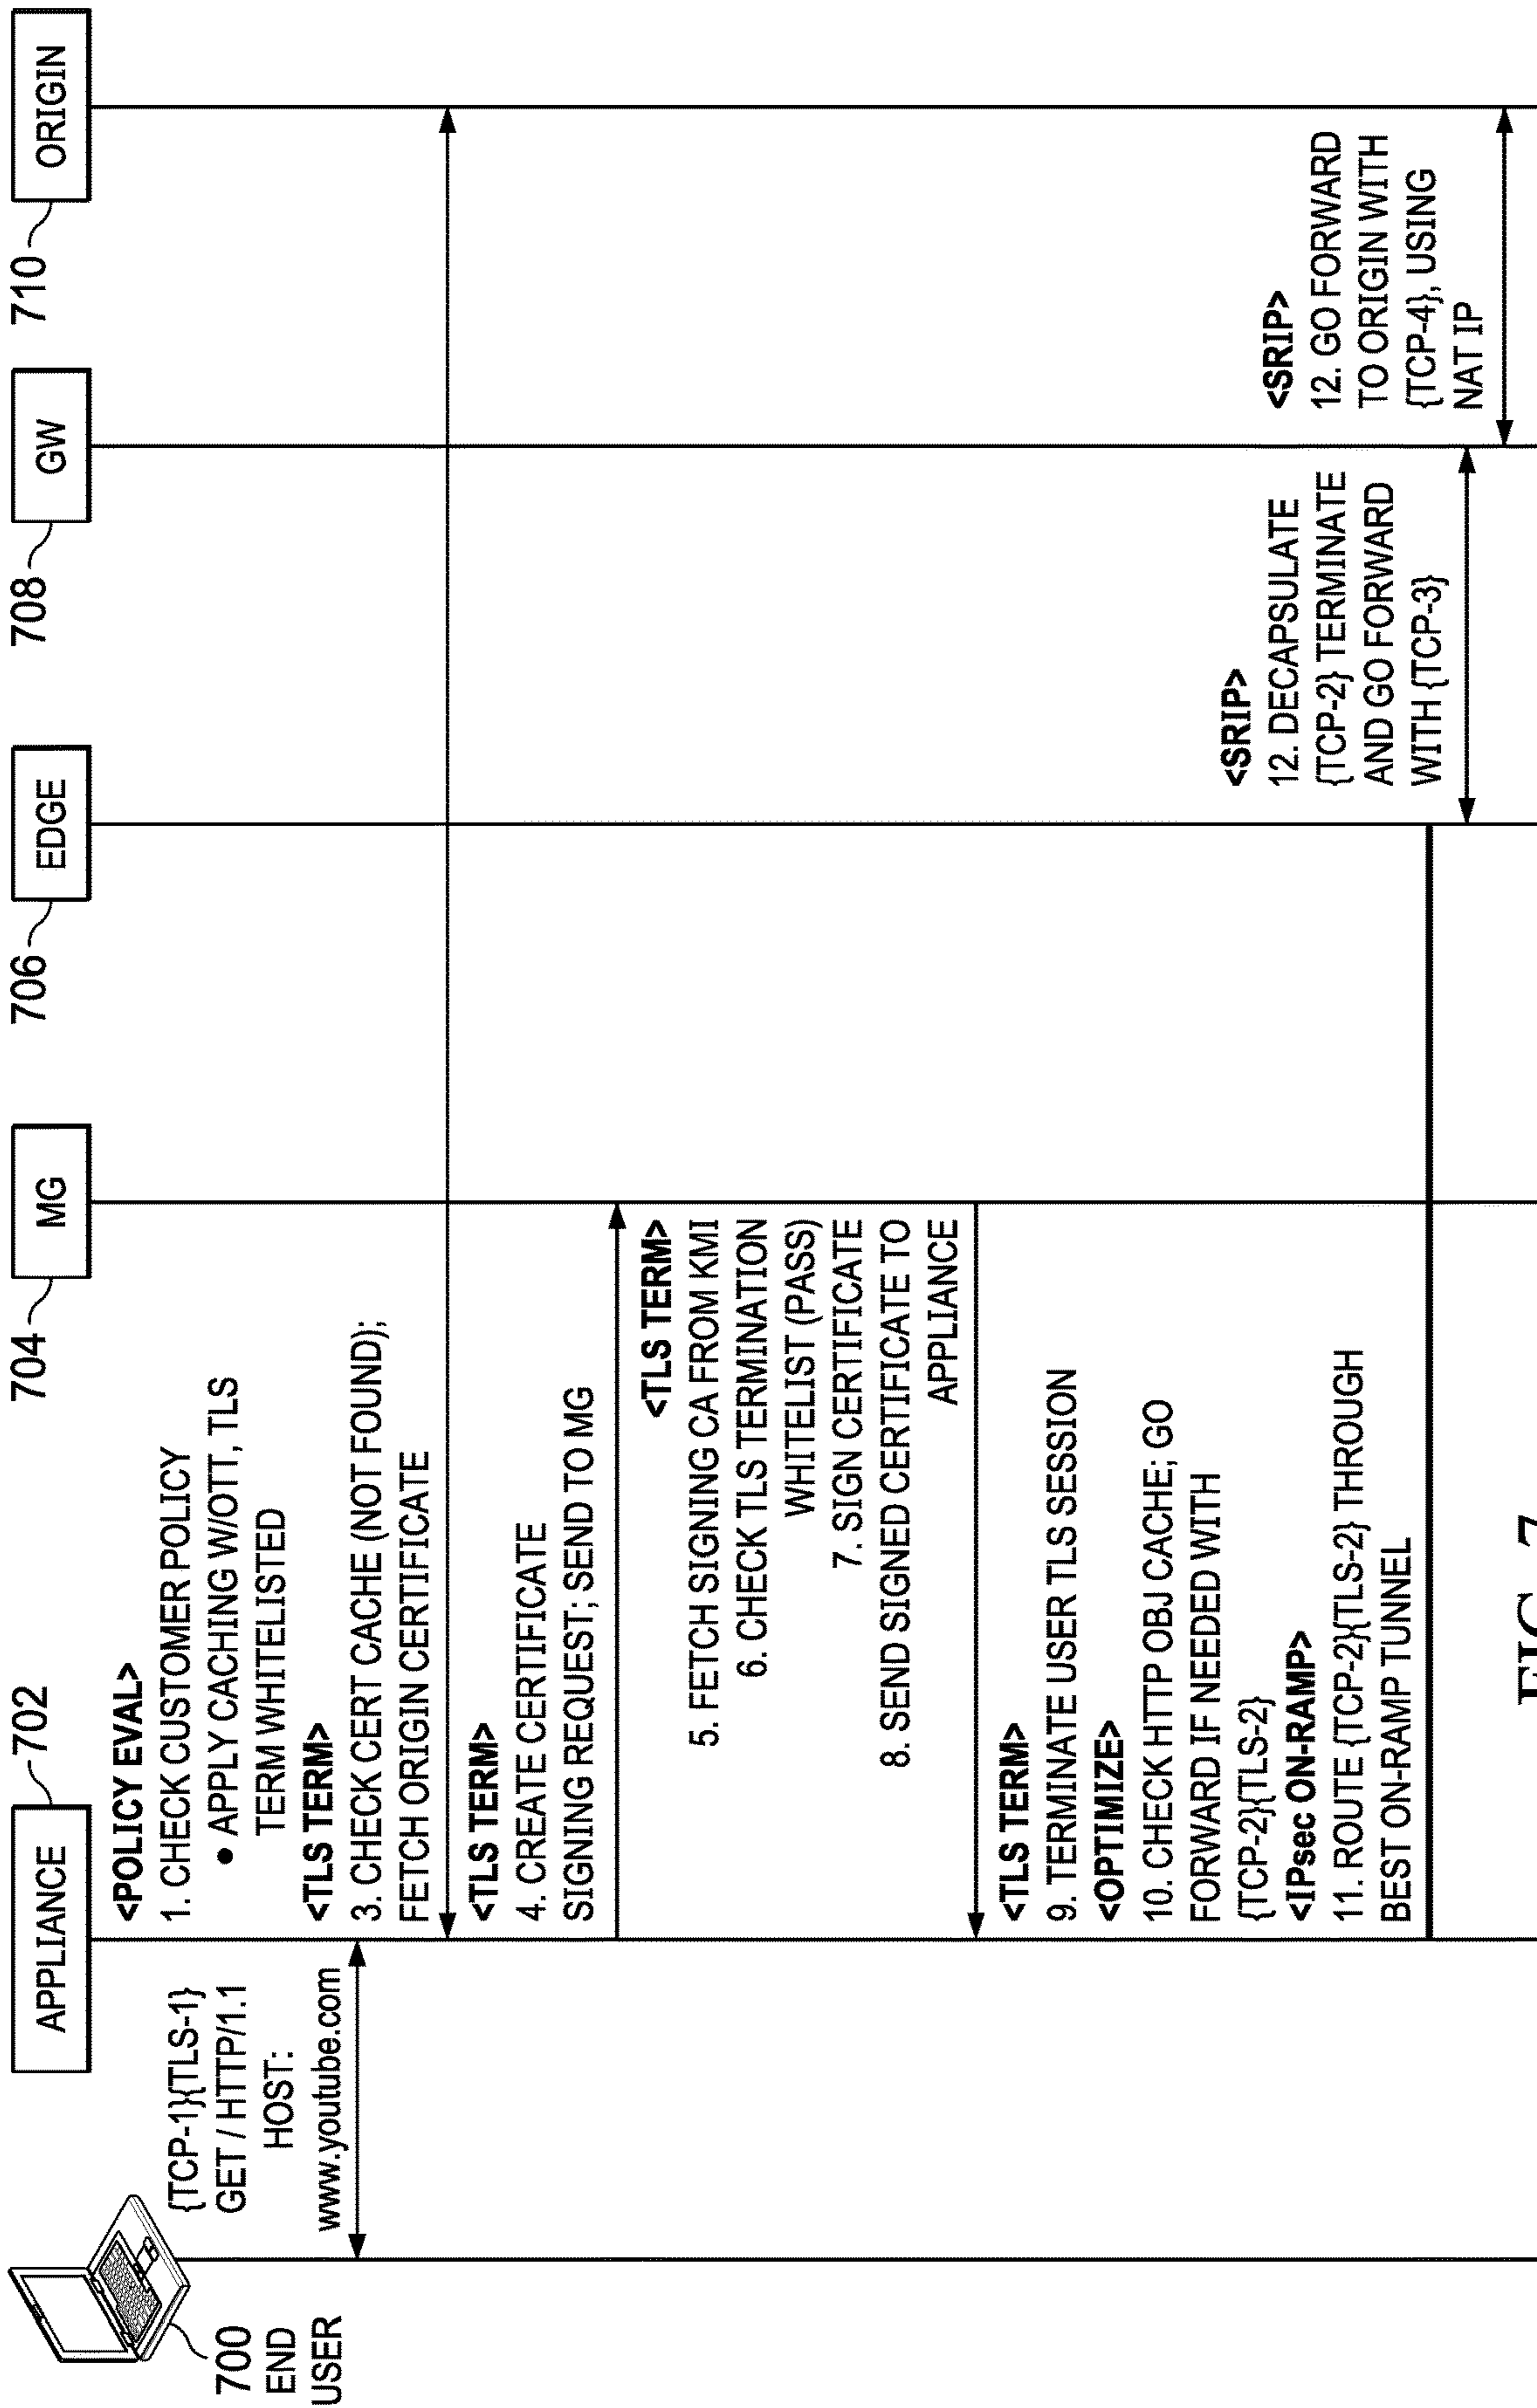 700
END
USER
{TCP-1}{TLS-1}
GET / HTTP/1.1
HOST:
www.youtube.com
APPLIANCE
702
MG
704
EDGE
706
GW
708
ORIGIN
710
<POLICY EVAL>
1. CHECK CUSTOMER POLICY
• APPLY CACHING W/OTT, TLS
TERM WHITELISTED
<TLS TERM>
3. CHECK CERT CACHE (NOT FOUND);
FETCH ORIGIN CERTIFICATE
<TLS TERM>
4. CREATE CERTIFICATE
SIGNING REQUEST; SEND TO MG
<TLS TERM>
5. FETCH SIGNING CA FROM KMI
6. CHECK TLS TERMINATION
WHITELIST (PASS)
7. SIGN CERTIFICATE
8. SEND SIGNED CERTIFICATE TO
APPLIANCE
<TLS TERM>
9. TERMINATE USER TLS SESSION
<OPTIMIZE>
10. CHECK HTTP OBJ CACHE; GO
FORWARD IF NEEDED WITH
{TCP-2}{TLS-2}
<IPsec ON-RAMP>
11. ROUTE {TCP-2}{TLS-2} THROUGH
BEST ON-RAMP TUNNEL
<SRIP>
12. DECAPSULATE
{TCP-2} TERMINATE
AND GO FORWARD
WITH {TCP-3}
<SRIP>
12. GO FORWARD
TO ORIGIN WITH
{TCP-4}, USING
NAT IP
FIG. 7